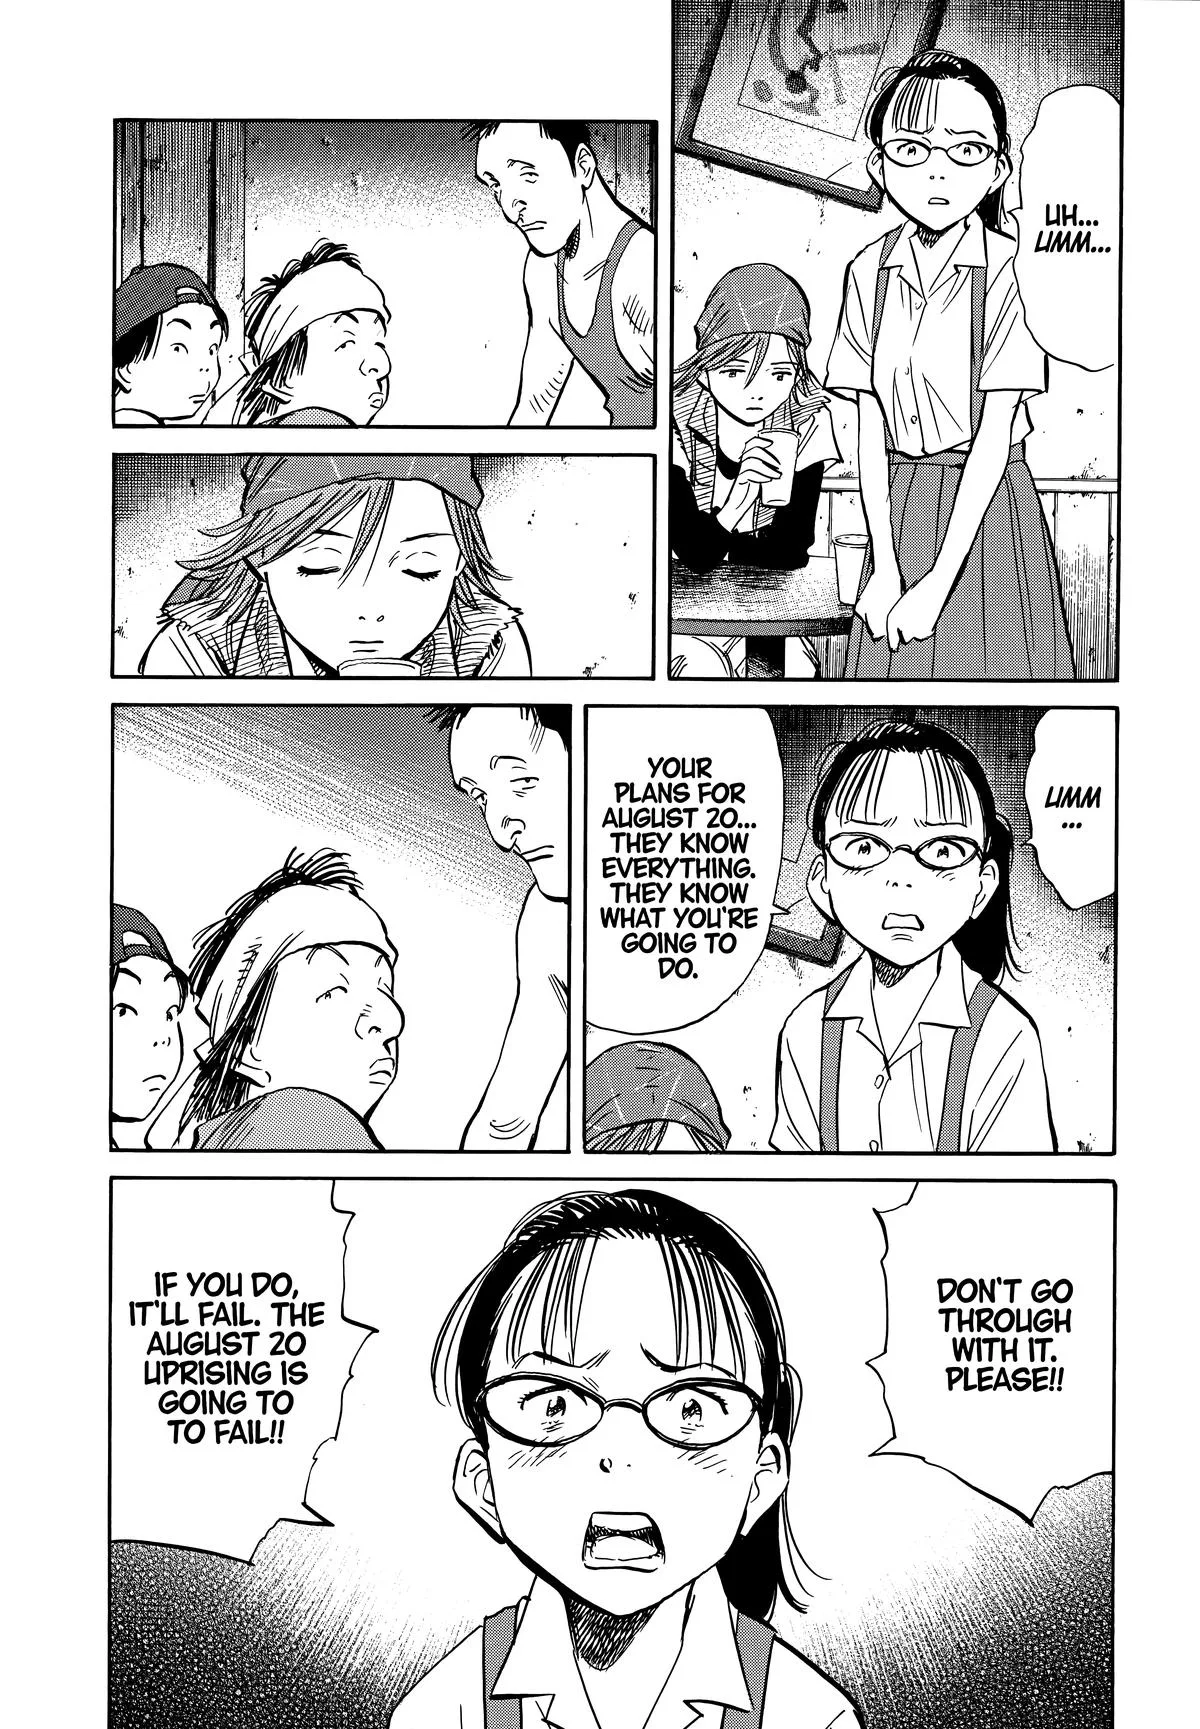 UH...
UMM...
UMM
...
YOUR
PLANS FOR
AUGUST 20...
THEY KNOW
EVERYTHING.
THEY KNOW
WHAT YOU'RE
GOING TO
DO.
DON'T GO
THROUGH
WITH IT.
PLEASE!!
IF YOU DO,
IT'LL FAIL. THE
AUGUST 20
UPRISING IS
GOING TO
TO FAIL!!